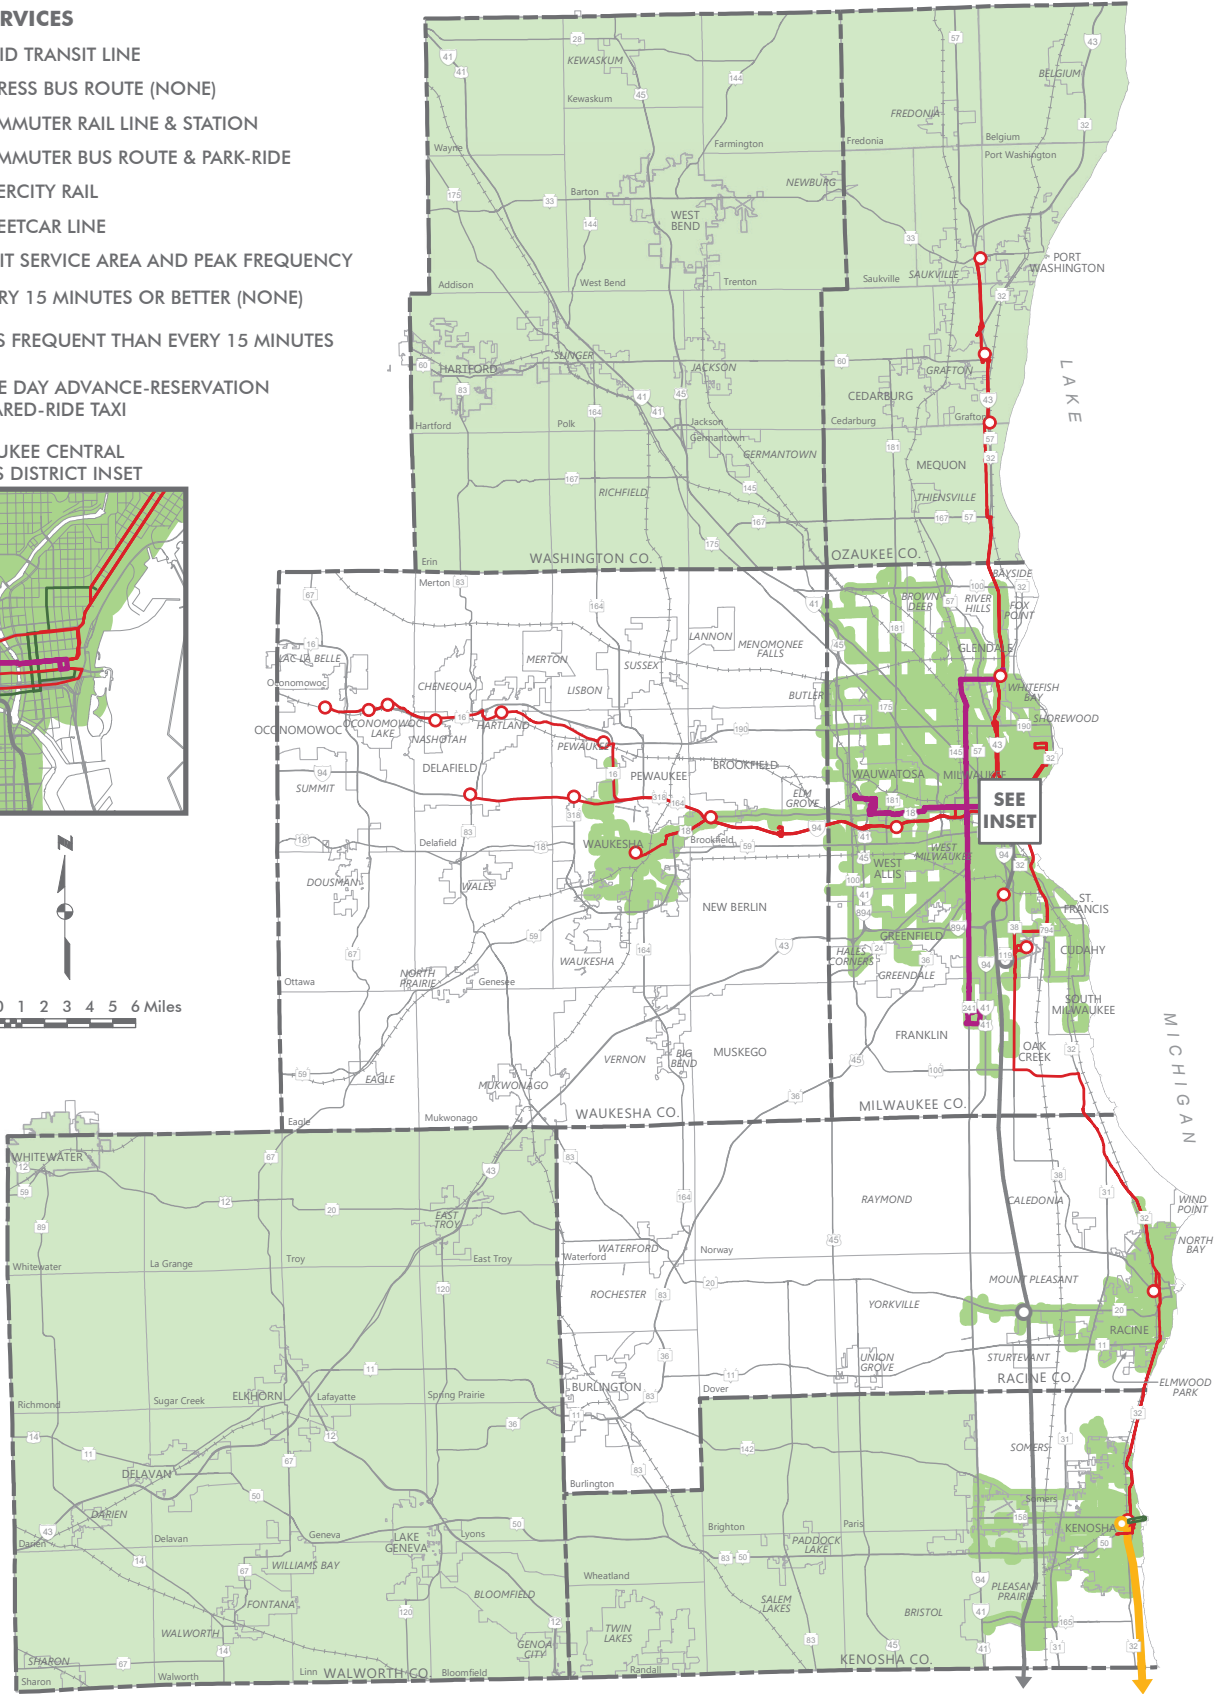 RVICES
ID TRANSIT LINE
RESS BUS ROUTE (NONE)
MMUTER RAIL LINE & STATION
MMUTER BUS ROUTE & PARK-RIDE
ERCITY RAIL
EETCAR LINE
IT SERVICE AREA AND PEAK FREQUENCY
RY 15 MINUTES OR BETTER (NONE)
S FREQUENT THAN EVERY 15 MINUTES
E DAY ADVANCE-RESERVATION
ARED-RIDE TAXI
UKEE CENTRAL
S DISTRICT INSET
N
0 1 2 3 4 5 6 Miles
KEWASKUM
Kewaskum
Wayne
Farmington
Barton
WEST
BEND
NEWBURG
Addison
West Bend
Trenton
HARTFORD
SLINGER
JACKSON
Hartford
Polk
Jackson
Germantown
GERMANTOWN
RICHFIELD
Erin
WASHINGTON CO.
BELGIUM
FREDONIA
Fredonia
Belgium
Port Washington
PORT
WASHINGTON
Saukville
SAUKVILLE
GRAFTON
CEDARBURG
Cedarburg
Grafton
MEQUON
THIENSVILLE
OZAUKEE CO.
LAKE
MICHIGAN
Merton
LAC LA BELLE
Oconomowoc
OCONOMOWOC
OCONOMOWOC
LAKE
CHENEQUA
MERTON
LISBON
SUSSEX
LANNON
MENOMONEE
FALLS
BUTLER
NASHOTAH
HARTLAND
PEWAUKEE
DELAFIELD
SUMMIT
PEWAUKEE
BROOKFIELD
ELM
GROVE
Delafield
WAUKESHA
Brookfield
DOUSMAN
WALES
NEW BERLIN
WAUKESHA
NORTH
PRAIRIE
Ottawa
Genesee
VERNON
BIG
BEND
MUSKEGO
EAGLE
MUKWONAGO
Eagle
Mukwonago
WAUKESHA CO.
BAYSIDE
BROWN
DEER
RIVER
HILLS
FOX
POINT
GLENDALE
WHITEFISH
BAY
SHOREWOOD
WAUWATOSA
MILWAUKEE
SEE
INSET
WEST
MILWAUKEE
WEST
ALLIS
ST.
FRANCIS
GREENFIELD
CUDAHY
HALES
CORNERS
GREENDALE
SOUTH
MILWAUKEE
FRANKLIN
OAK
CREEK
MILWAUKEE CO.
WHITEWATER
EAST
TROY
Whitewater
La Grange
Troy
East Troy
ELKHORN
Richmond
Sugar Creek
Lafayette
Spring Prairie
DELAVAN
DARIEN
Darien
Delavan
Geneva
LAKE
GENEVA
Lyons
WILLIAMS BAY
FONTANA
BLOOMFIELD
WALWORTH
GENOA
CITY
SHARON
Sharon
Walworth
Linn
WALWORTH CO.
Bloomfield
RAYMOND
CALEDONIA
WIND
POINT
NORTH
BAY
Waterford
WATERFORD
Norway
ROCHESTER
MOUNT PLEASANT
YORKVILLE
RACINE
UNION
GROVE
STURTEVANT
BURLINGTON
Dover
RACINE CO.
ELMWOOD
PARK
Burlington
SOMERS
Somers
Brighton
Paris
KENOSHA
PADDOCK
LAKE
Wheatland
SALEM
LAKES
PLEASANT
PRAIRIE
BRISTOL
TWIN
LAKES
Randall
KENOSHA CO.